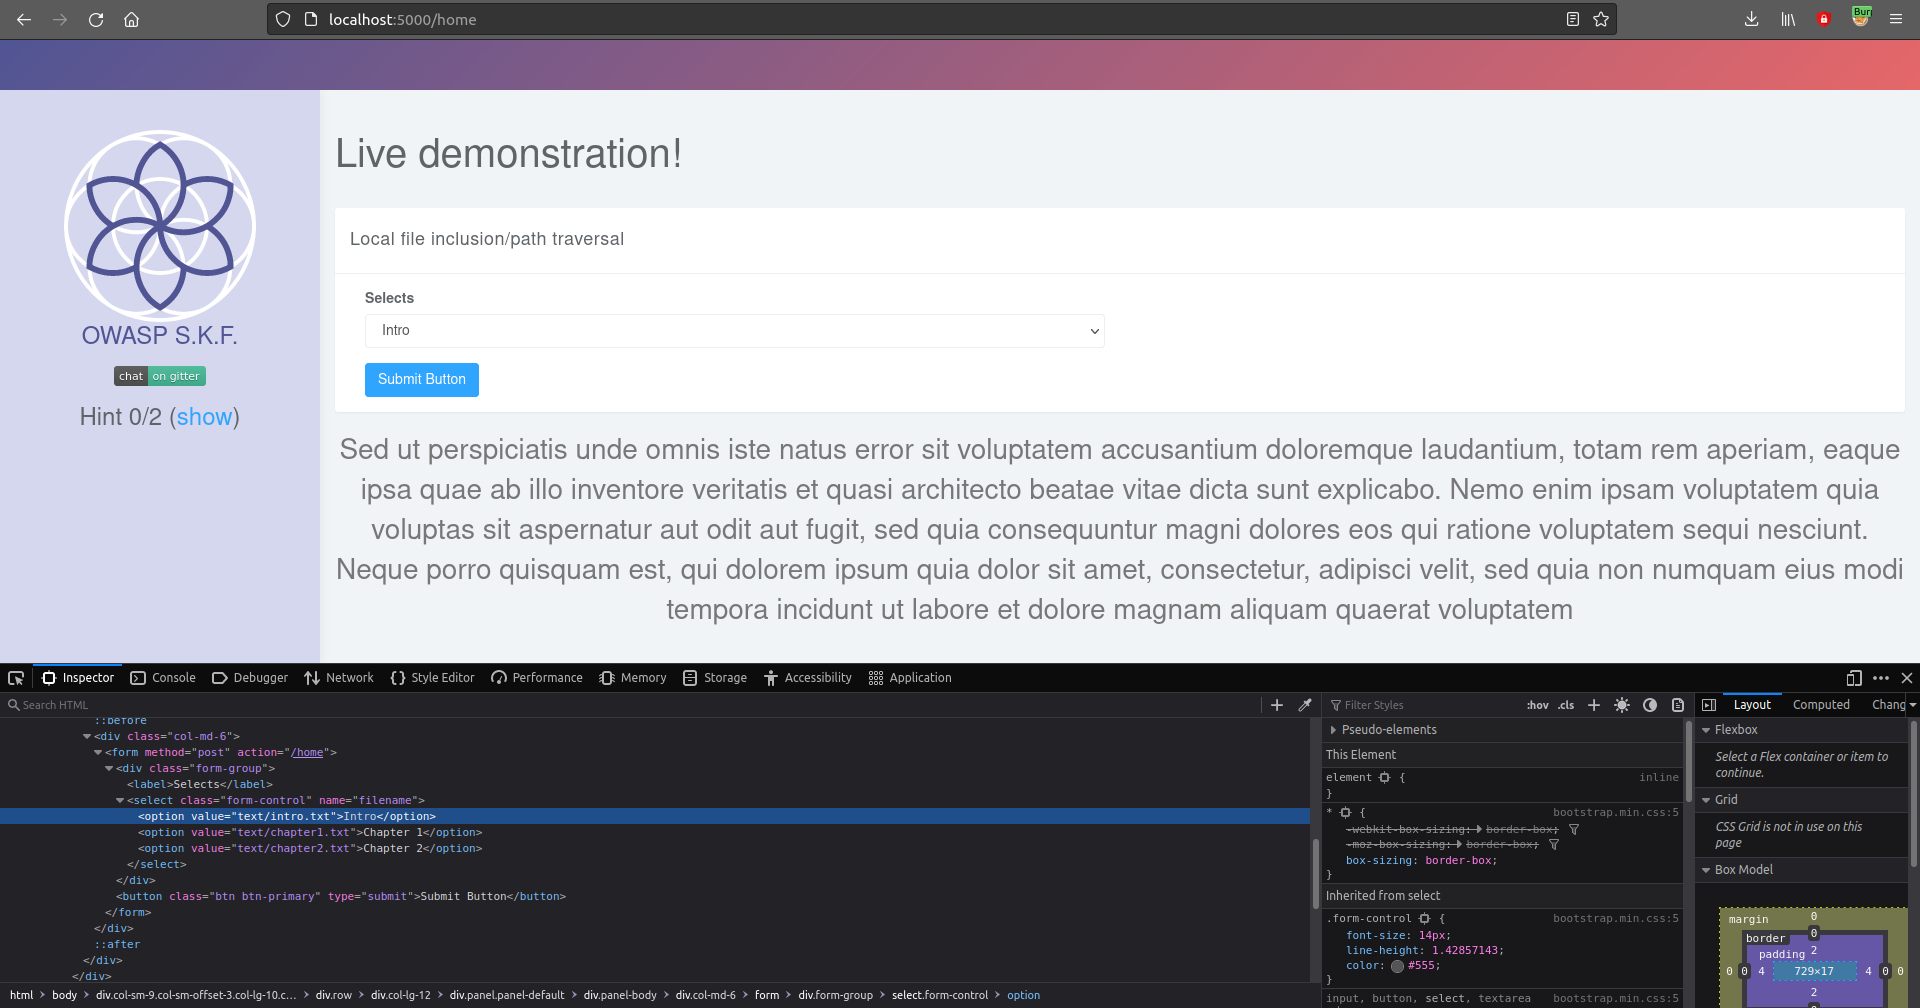 localhost:5000/home
Bur
Live demonstration!
Local file inclusion/path traversal
Selects
Intro
Submit Button
OWASP S.K.F.
chat on gitter
Hint 0/2 (show)
Sed ut perspiciatis unde omnis iste natus error sit voluptatem accusantium doloremque laudantium, totam rem aperiam, eaque
ipsa quae ab illo inventore veritatis et quasi architecto beatae vitae dicta sunt explicabo. Nemo enim ipsam voluptatem quia
voluptas sit aspernatur aut odit aut fugit, sed quia consequuntur magni dolores eos qui ratione voluptatem sequi nesciunt.
Neque porro quisquam est, qui dolorem ipsum quia dolor sit amet, consectetur, adipisci velit, sed quia non numquam eius modi
tempora incidunt ut labore et dolore magnam aliquam quaerat voluptatem
Inspector Console Debugger Network Style Editor Performance Memory Storage Accessibility Application
Search HTML
::before
<div class="col-md-6">
<form method="post" action="/home">
<div class="form-group">
<label>Selects</label>
<select class="form-control" name="filename">
<option value="text/intro.txt">Intro</option>
<option value="text/chapter1.txt">Chapter 1</option>
<option value="text/chapter2.txt">Chapter 2</option>
</select>
</div>
<button class="btn btn-primary" type="submit">Submit Button</button>
</form>
</div>
::after
</div>
</div>
html body div.col-sm-9.col-sm-offset-3.col-lg-10.c... div.row div.col-lg-12 div.panel.panel-default div.panel-body div.col-md-6 form div.form-group select.form-control option
Filter Styles :hov .cls
Pseudo-elements
This Element
element { inline
}
* { bootstrap.min.css:5
-webkit-box-sizing: border-box;
-moz-box-sizing: border-box;
box-sizing: border-box;
}
Inherited from select
.form-control { bootstrap.min.css:5
font-size: 14px;
line-height: 1.42857143;
color: #555;
}
input, button, select, textarea bootstrap.min.css:5
Layout Computed Chang
Flexbox
Select a Flex container or item to
continue.
Grid
CSS Grid is not in use on this
page
Box Model
margin 0
border 0
padding 2
0 0 4 729×17 4 0 0
2